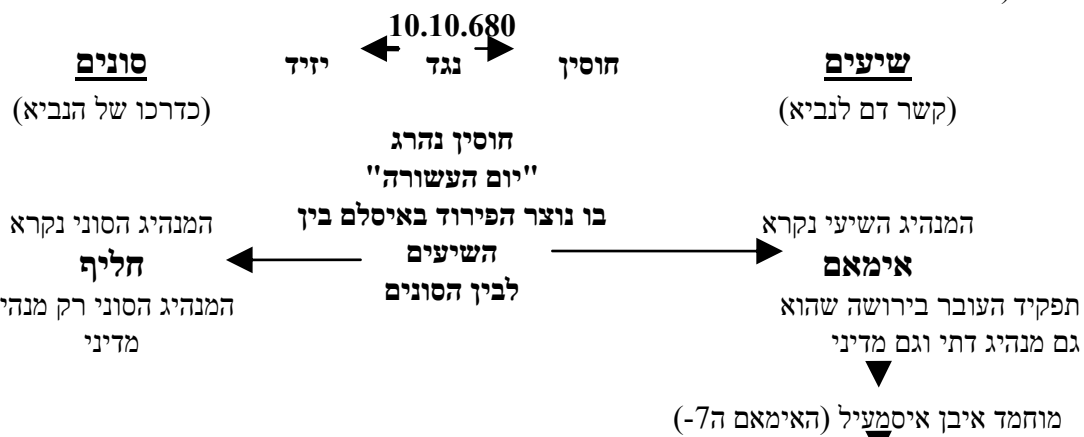 10.10.680
שיעים
חוסין נגד יזיד
סונים
(קשר דם לנביא)
(כדרכו של הנביא)
חוסין נהרג
"יום העשורה"
בו נוצר הפירוד באיסלם בין
השיעים
לבין הסונים
המנהיג השיעי נקרא
אימאם
תפקיד העובר בירושה שהוא
גם מנהיג דתי וגם מדיני
המנהיג הסוני נקרא
חליף
המנהיג הסוני רק מנהי
מדיני
מוחמד איבן איסמעיל (האימאם ה7-)